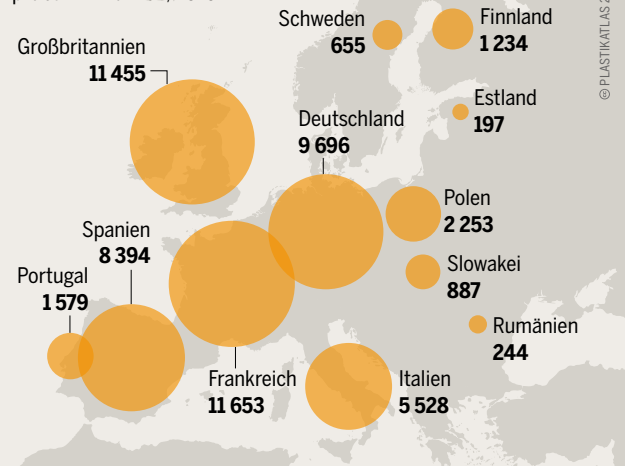 Schweden
655
Finnland
1 234
Großbritannien
11 455
Estland
197
Deutschland
9 696
Polen
2 253
Spanien
8 394
Slowakei
887
Portugal
1 579
Rumänien
244
Frankreich
11 653
Italien
5 528
PLASTIKATLAS